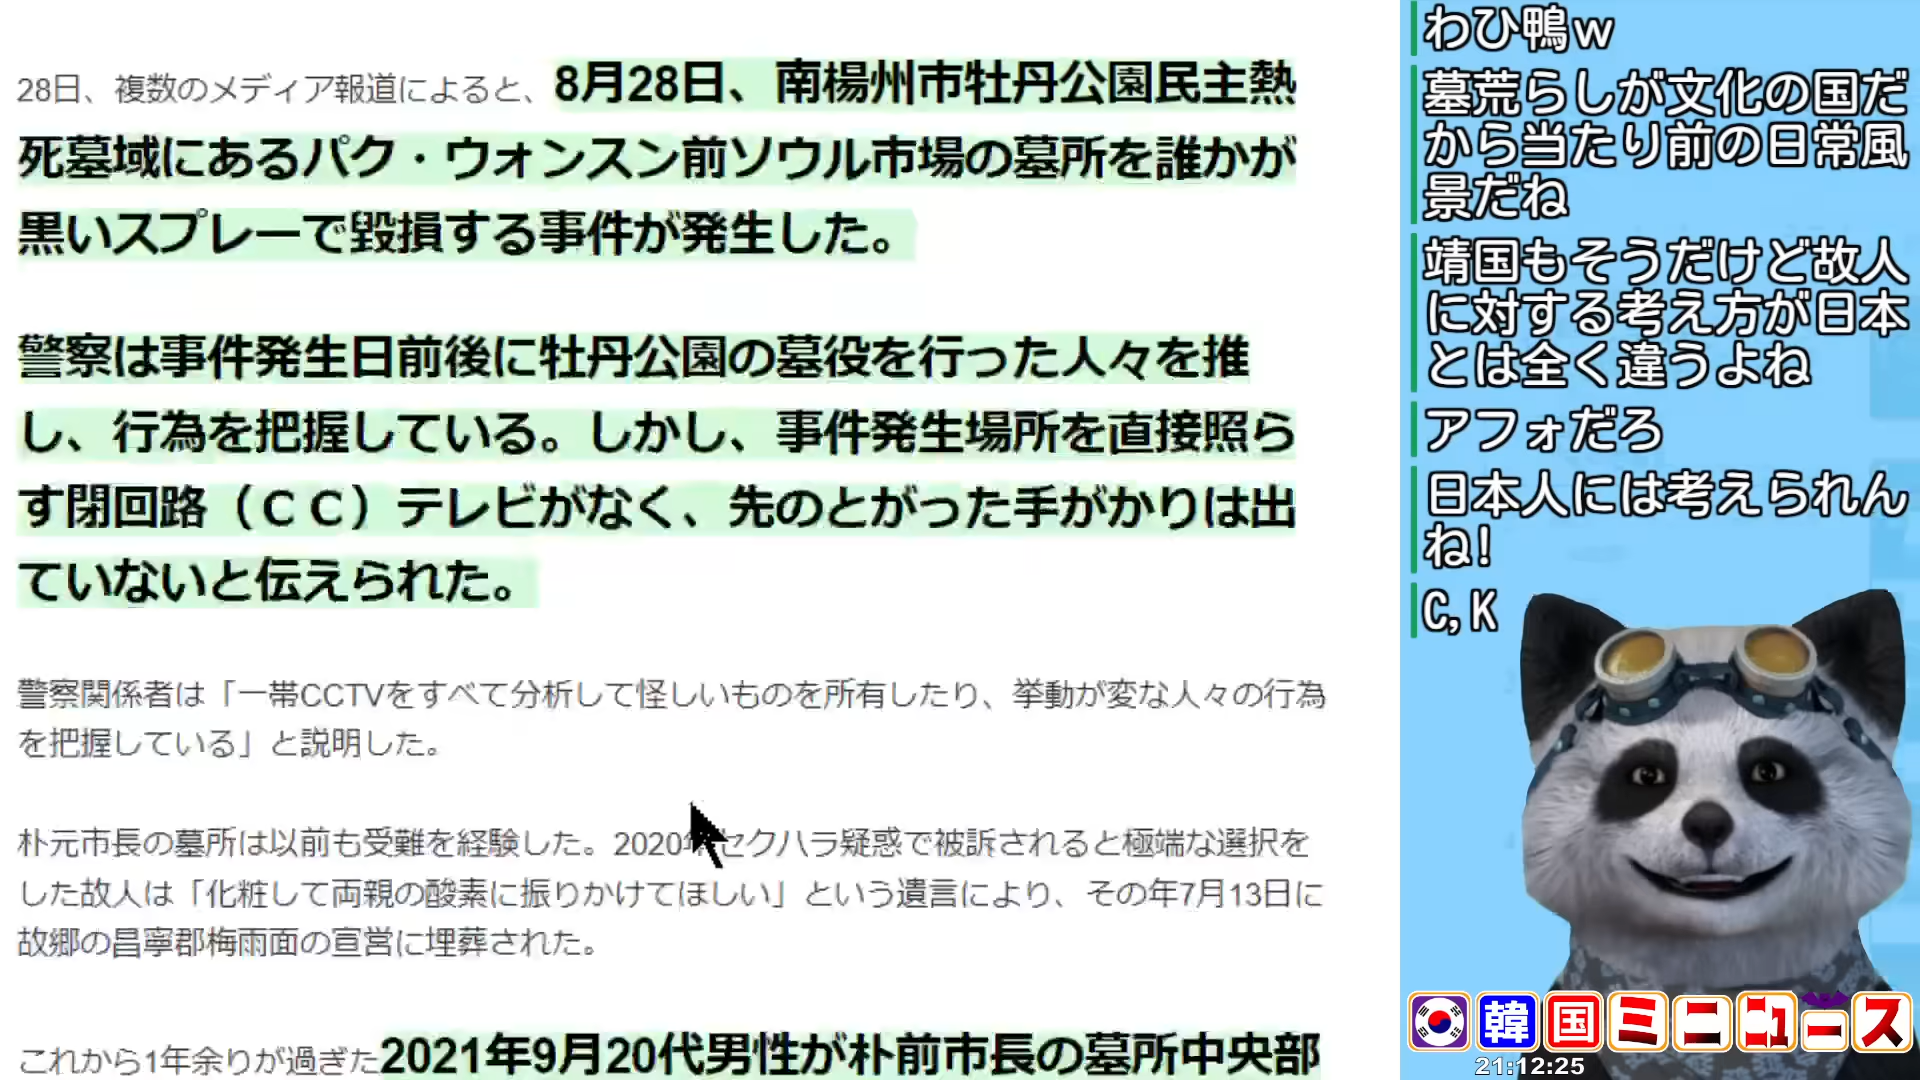 28日、複数のメディア報道によると、8月28日、南楊州市牡丹公園民主熱
死墓域にあるパク・ウォンスン前ソウル市場の墓所を誰かが
黒いスプレーで毀損する事件が発生した。
警察は事件発生日前後に牡丹公園の墓役を行った人々を推
し、行為を把握している。しかし、事件発生場所を直接照ら
す閉回路（ＣＣ）テレビがなく、先のとがった手がかりは出
ていないと伝えられた。
警察関係者は「一帯CCTVをすべて分析して怪しいものを所有したり、挙動が変な人々の行為
を把握している」と説明した。
朴元市長の墓所は以前も受難を経験した。2020年セクハラ疑惑で被訴されると極端な選択を
した故人は「化粧して両親の酸素に振りかけてほしい」という遺言により、その年7月13日に
故郷の昌寧郡梅雨面の宣営に埋葬された。
これから1年余りが過ぎた2021年9月20代男性が朴前市長の墓所中央部
わひ鴨w
墓荒らしが文化の国だ
から当たり前の日常風
景だね
靖国もそうだけど故人
に対する考え方が日本
とは全く違うよね
アフォだろ
日本人には考えられん
ね!
C,K
韓国ミニニュース
21:12:25